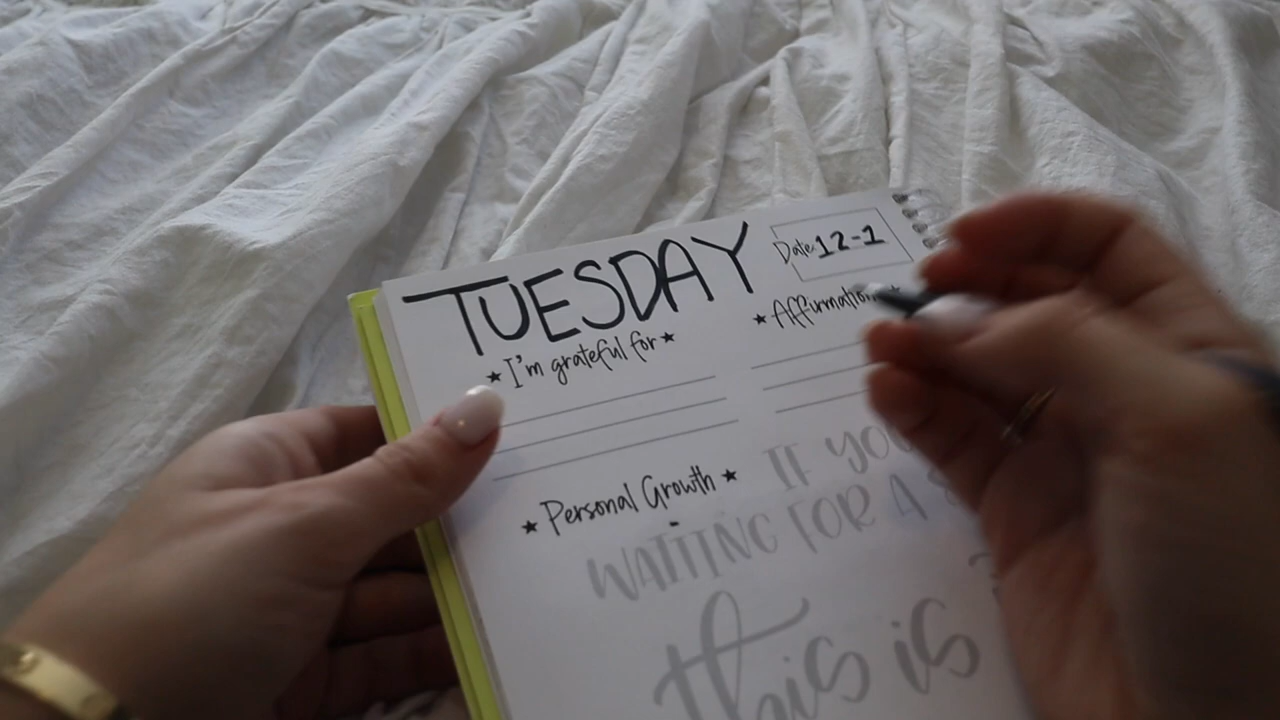 TUESDAY
Date: 12-1
★ I'm grateful for ★
★ Affirmation ★
★ Personal Growth ★
IF YOU
WAITING FOR A
this is